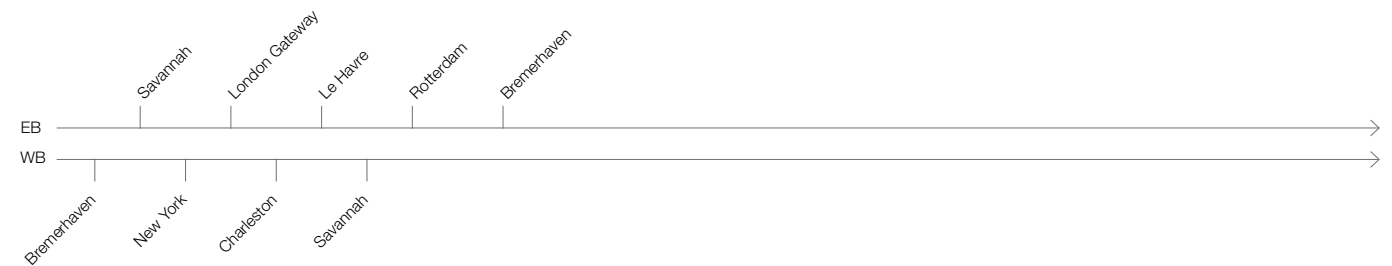 Savannah
London Gateway
Le Havre
Rotterdam
Bremerhaven
EB
WB
Bremerhaven
New York
Charleston
Savannah